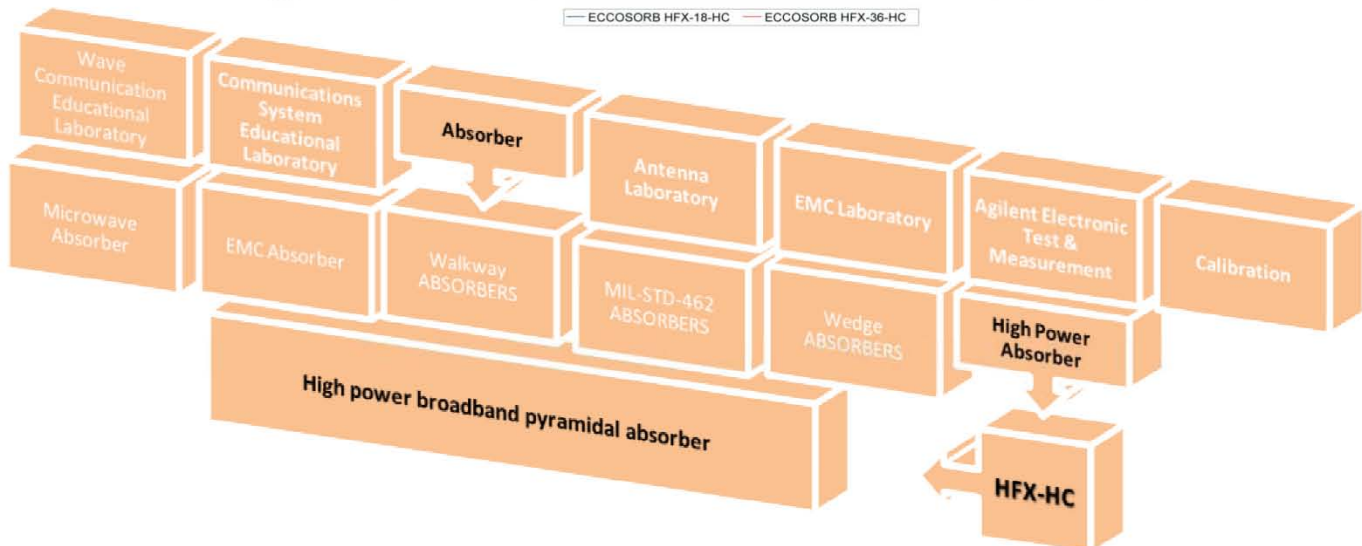 ECCOSORB HFX-18-HC ECCOSORB HFX-36-HC
Wave
Communication
Educational
Laboratory
Communications
System
Educational
Laboratory
Absorber
Antenna
Laboratory
EMC Laboratory
Agilent Electronic
Test &
Measurement
Calibration
Microwave
Absorber
EMC Absorber
Walkway
ABSORBERS
MIL-STD-462
ABSORBERS
Wedge
ABSORBERS
High Power
Absorber
High power broadband pyramidal absorber
HFX-HC